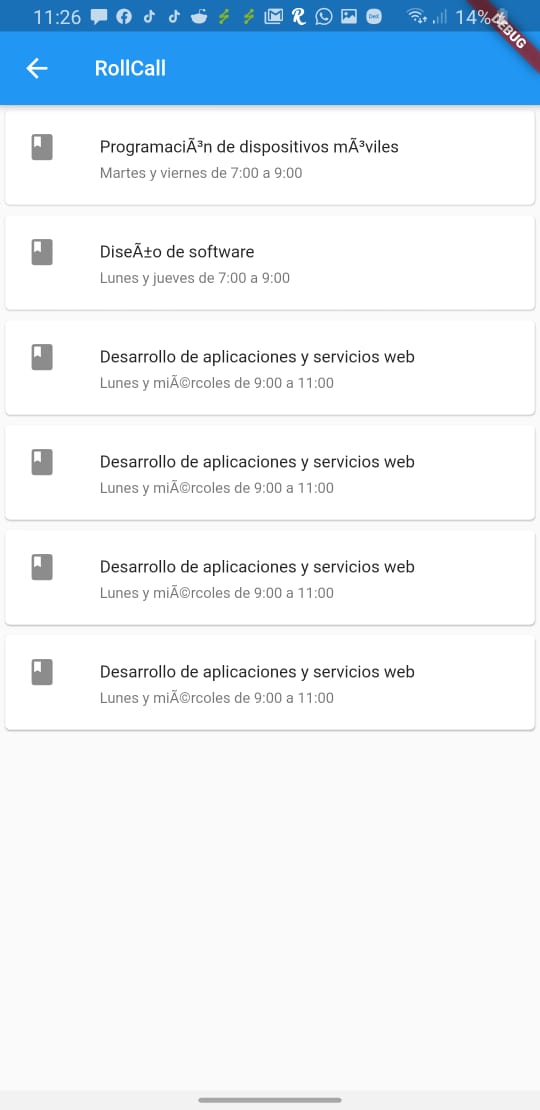 11:26
14%
DEBUG
RollCall
ProgramaciÃ³n de dispositivos mÃ³viles
Martes y viernes de 7:00 a 9:00
DiseÃ±o de software
Lunes y jueves de 7:00 a 9:00
Desarrollo de aplicaciones y servicios web
Lunes y miÃ©rcoles de 9:00 a 11:00
Desarrollo de aplicaciones y servicios web
Lunes y miÃ©rcoles de 9:00 a 11:00
Desarrollo de aplicaciones y servicios web
Lunes y miÃ©rcoles de 9:00 a 11:00
Desarrollo de aplicaciones y servicios web
Lunes y miÃ©rcoles de 9:00 a 11:00